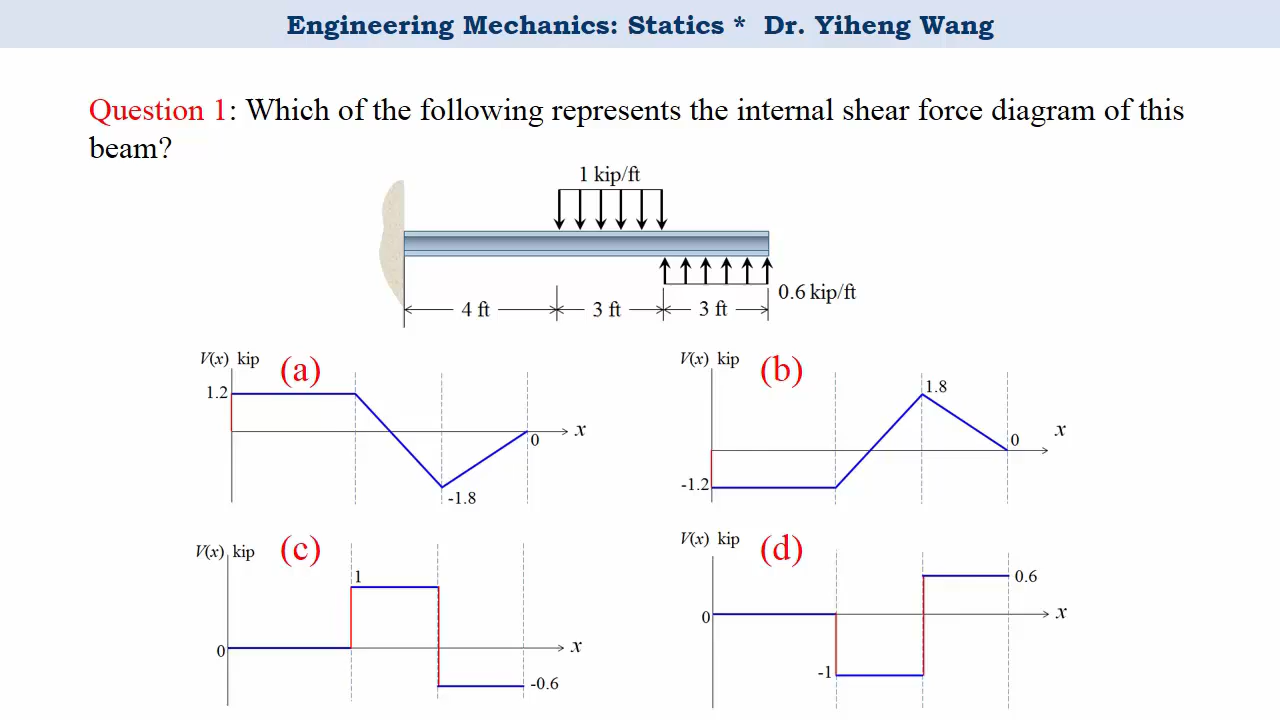 Engineering Mechanics: Statics * Dr. Yiheng Wang
Question 1: Which of the following represents the internal shear force diagram of this
beam?
1 kip/ft
0.6 kip/ft
4 ft
3 ft
3 ft
V(x) kip
(a)
1.2
x
0
-1.8
V(x) kip
(b)
1.8
x
0
-1.2
V(x) kip
(c)
1
x
0
-0.6
V(x) kip
(d)
0.6
x
0
-1